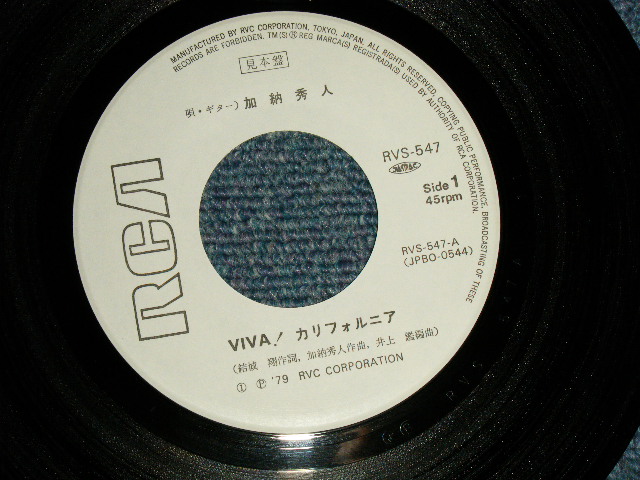 MANUFACTURED BY RVC CORPORATION, TOKYO, JAPAN. ALL RIGHTS RESERVED, COPYING PUBLIC PERFORMANCE, BROADCASTING OF THESE
RECORDS ARE FORBIDDEN. TM(S)® REG MARCA(S) REGISTRADA(S) USED BY AUTHORITY OF RCA CORPORATION.
見本盤
唄・ギター)加納秀人
RVS-547
Side 1
45rpm
RVS-547-A
(JPBO-0544)
RCA
VIVA! カリフォルニア
翔作詞, 加納秀人作曲, 井上 鑑編曲)
① Ⓟ '79 RVC CORPORATION